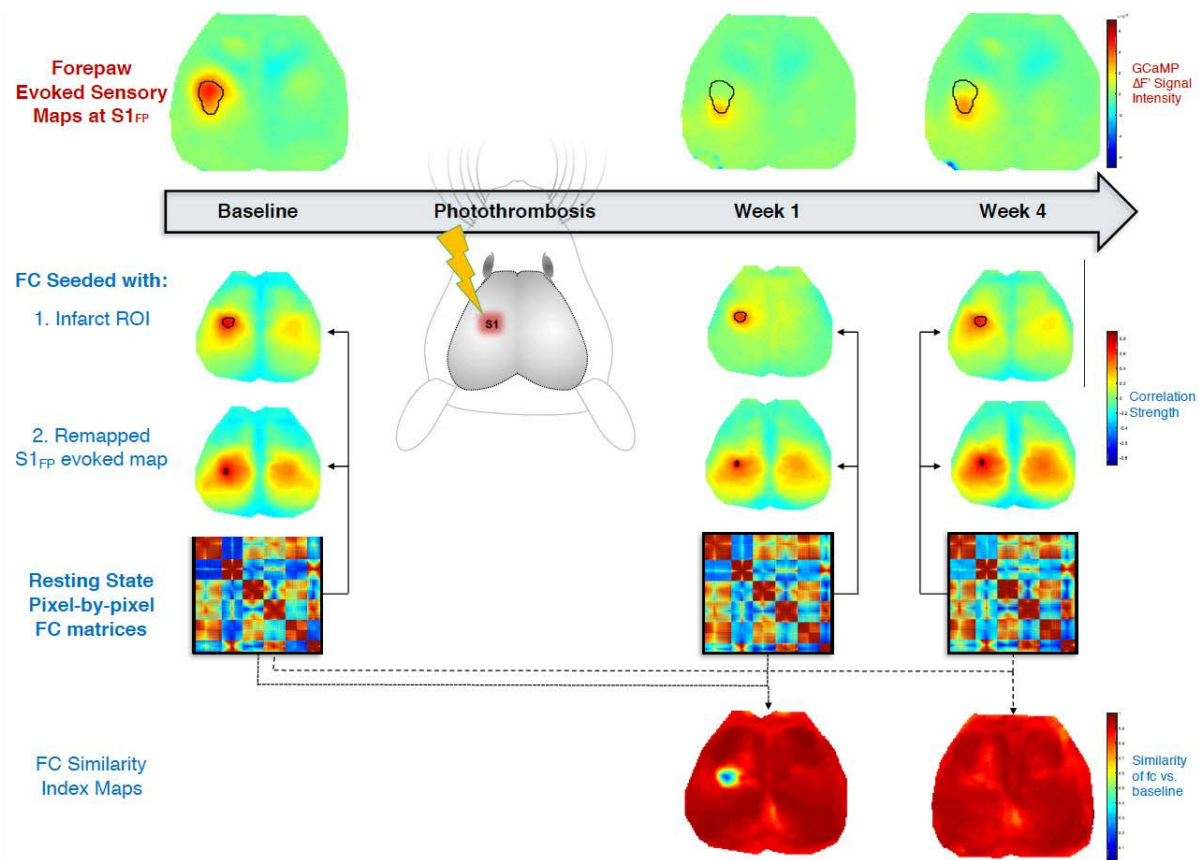 Forepaw
Evoked Sensory
Maps at S1FP
GCaMP
ΔF' Signal
Intensity
Baseline
Photothrombosis
Week 1
Week 4
FC Seeded with:
1. Infarct ROI
S1
2. Remapped
S1FP evoked map
Correlation
Strength
Resting State
Pixel-by-pixel
FC matrices
FC Similarity
Index Maps
Similarity
of fc vs.
baseline